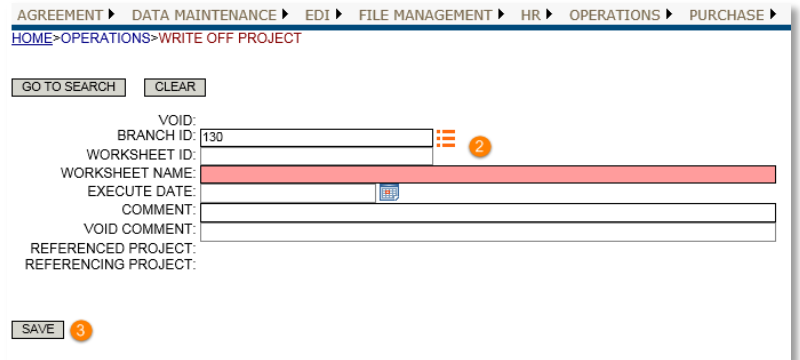 AGREEMENT DATA MAINTENANCE EDI FILE MANAGEMENT HR OPERATIONS PURCHASE
HOME>OPERATIONS>WRITE OFF PROJECT
GO TO SEARCH CLEAR
VOID:
BRANCH ID: 130
2
WORKSHEET ID:
WORKSHEET NAME:
EXECUTE DATE:
COMMENT:
VOID COMMENT:
REFERENCED PROJECT:
REFERENCING PROJECT:
SAVE 3